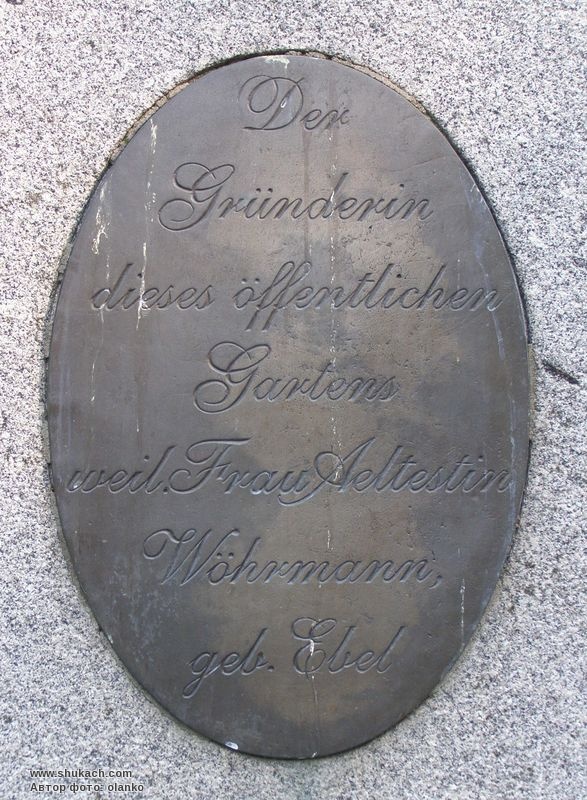 Der
Gründerin
dieses öffentlichen
Gartens
weil. Frau Aeltestin
Wöhrmann,
geb. Ebel
www.shukach.com
Автор фото: olanko